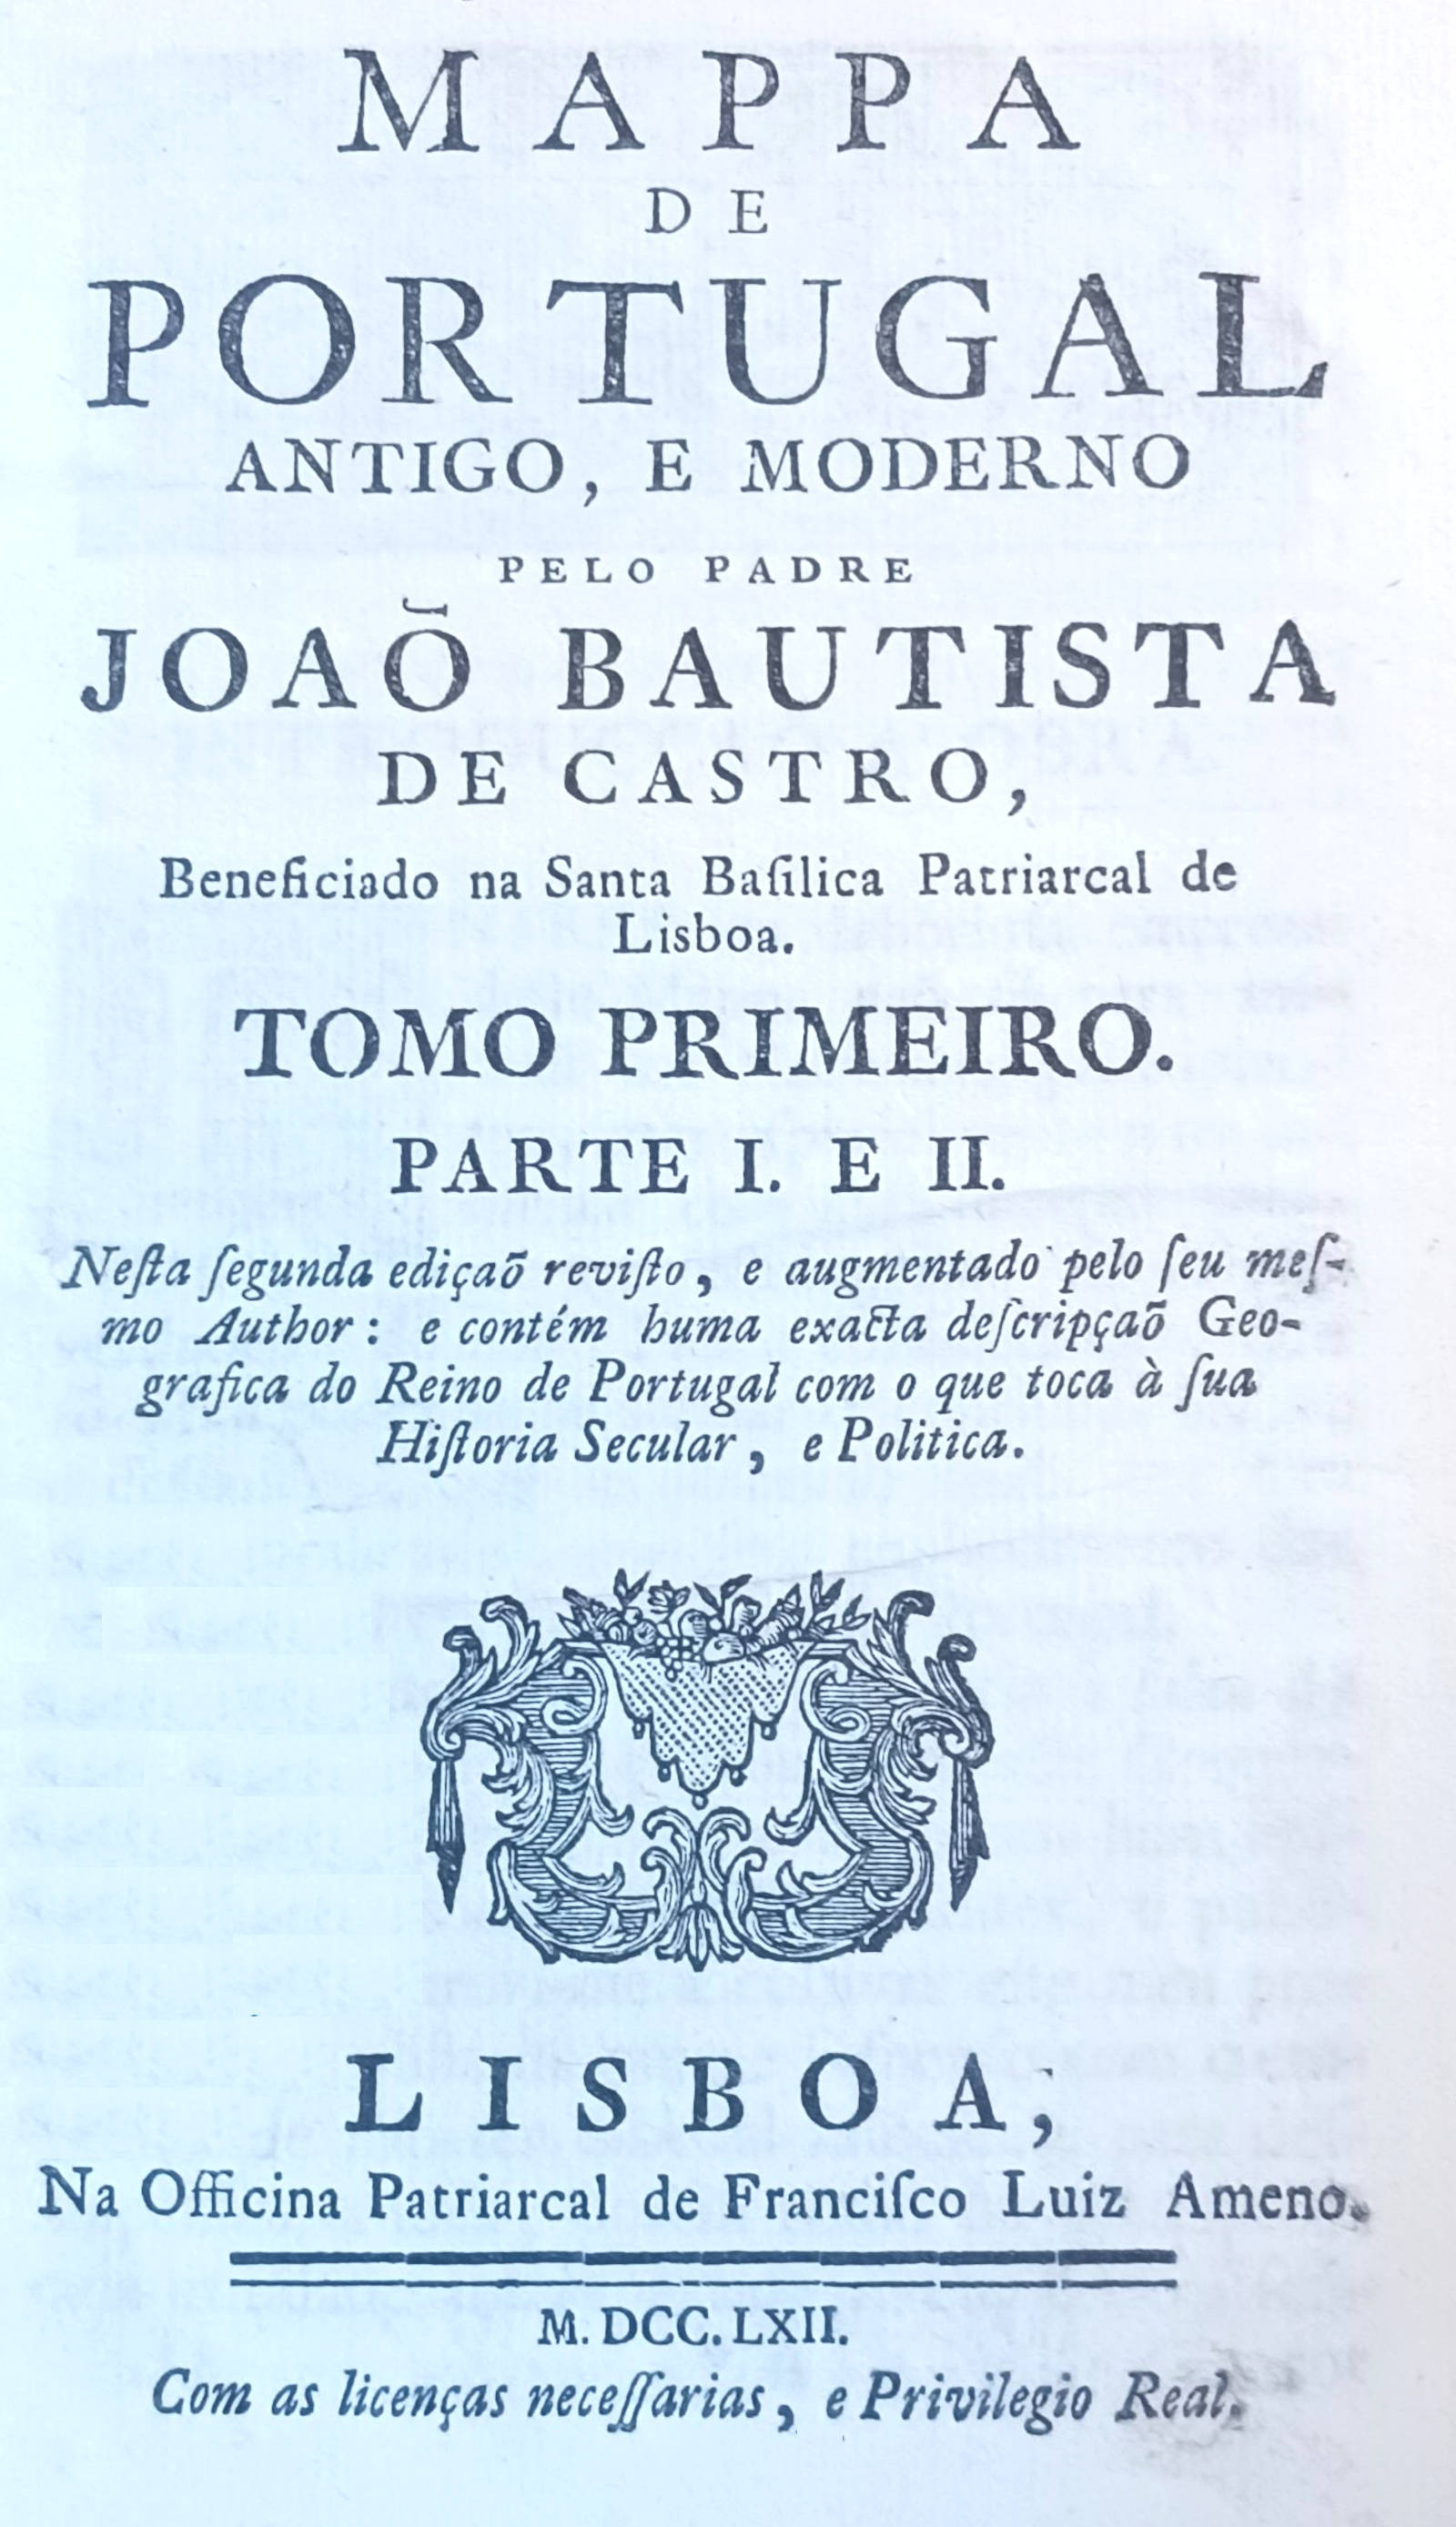 MAPPA
DE
PORTUGAL
ANTIGO, E MODERNO
PELO PADRE
JOAÕ BAUTISTA
DE CASTRO,
Beneficiado na Santa Baſilica Patriarcal de
Lisboa.
TOMO PRIMEIRO.
PARTE I. E II.
Neſta ſegunda ediçaõ reviſto, e augmentado pelo ſeu meſ-
mo Author: e contém huma exacta deſcripçaõ Geo-
grafica do Reino de Portugal com o que toca à ſua
Hiſtoria Secular, e Politica.
LISBOA,
Na Officina Patriarcal de Franciſco Luiz Ameno.
M. DCC. LXII.
Com as licenças neceſſarias, e Privilegio Real.